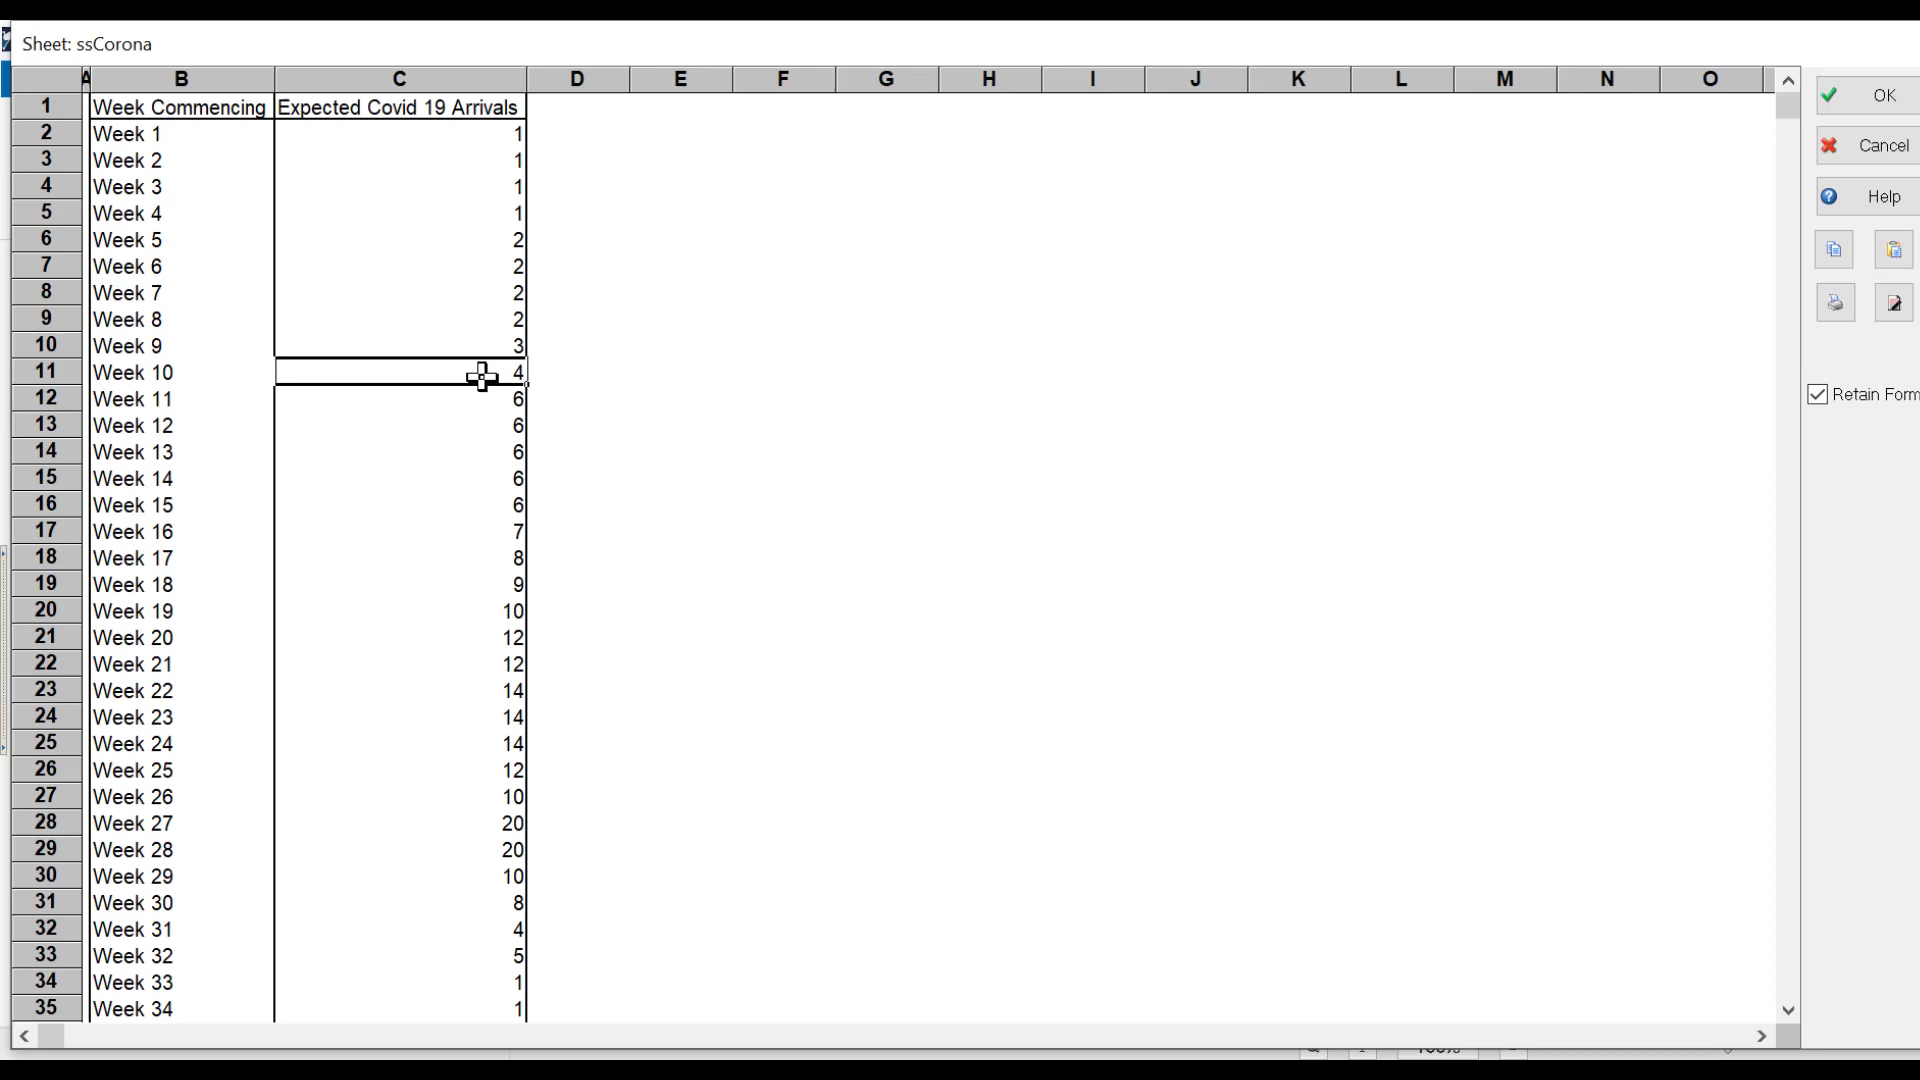 Sheet: ssCorona
A B C D E F G H I J K L M N O
1 Week Commencing Expected Covid 19 Arrivals
2 Week 1 1
3 Week 2 1
4 Week 3 1
5 Week 4 1
6 Week 5 2
7 Week 6 2
8 Week 7 2
9 Week 8 2
10 Week 9 3
11 Week 10 4
12 Week 11 6
13 Week 12 6
14 Week 13 6
15 Week 14 6
16 Week 15 6
17 Week 16 7
18 Week 17 8
19 Week 18 9
20 Week 19 10
21 Week 20 12
22 Week 21 12
23 Week 22 14
24 Week 23 14
25 Week 24 14
26 Week 25 12
27 Week 26 10
28 Week 27 20
29 Week 28 20
30 Week 29 10
31 Week 30 8
32 Week 31 4
33 Week 32 5
34 Week 33 1
35 Week 34 1
OK
Cancel
Help
Retain Form